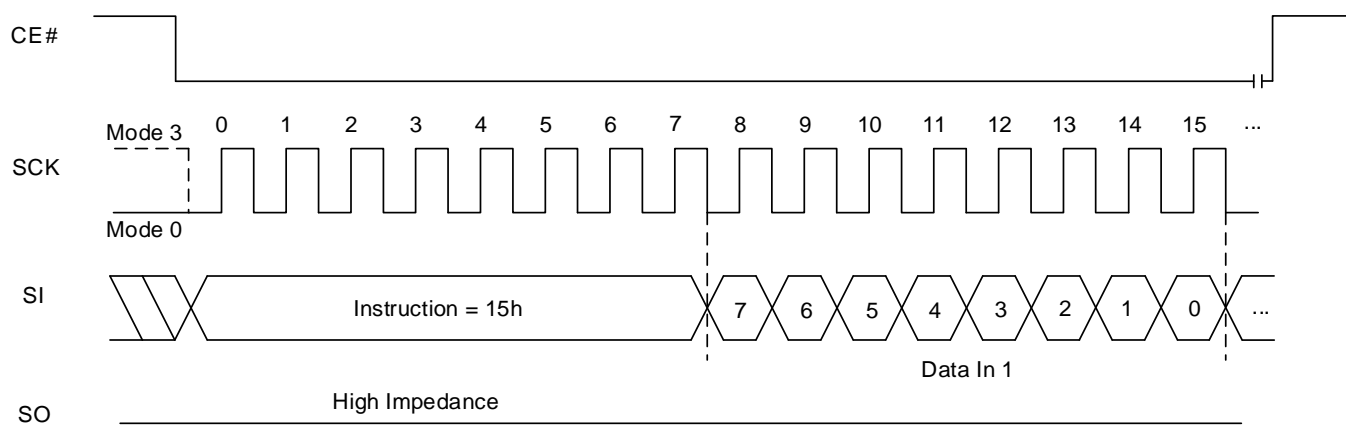 CE#
Mode 3 0 1 2 3 4 5 6 7 8 9 10 11 12 13 14 15 ...
SCK
Mode 0
SI Instruction = 15h 7 6 5 4 3 2 1 0 ...
Data In 1
High Impedance
SO